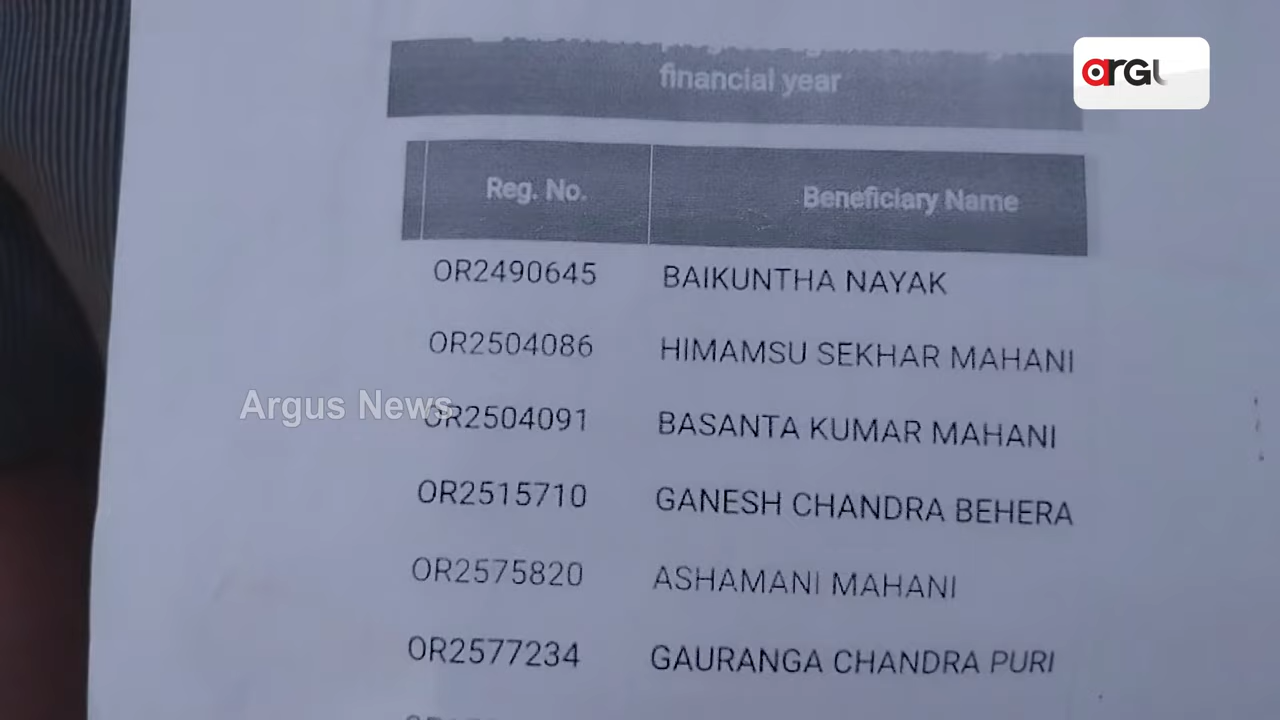 financial year
Reg. No. Beneficiary Name
OR2490645 BAIKUNTHA NAYAK
OR2504086 HIMAMSU SEKHAR MAHANI
OR2504091 BASANTA KUMAR MAHANI
OR2515710 GANESH CHANDRA BEHERA
OR2575820 ASHAMANI MAHANI
OR2577234 GAURANGA CHANDRA PURI
Argus News
arGL